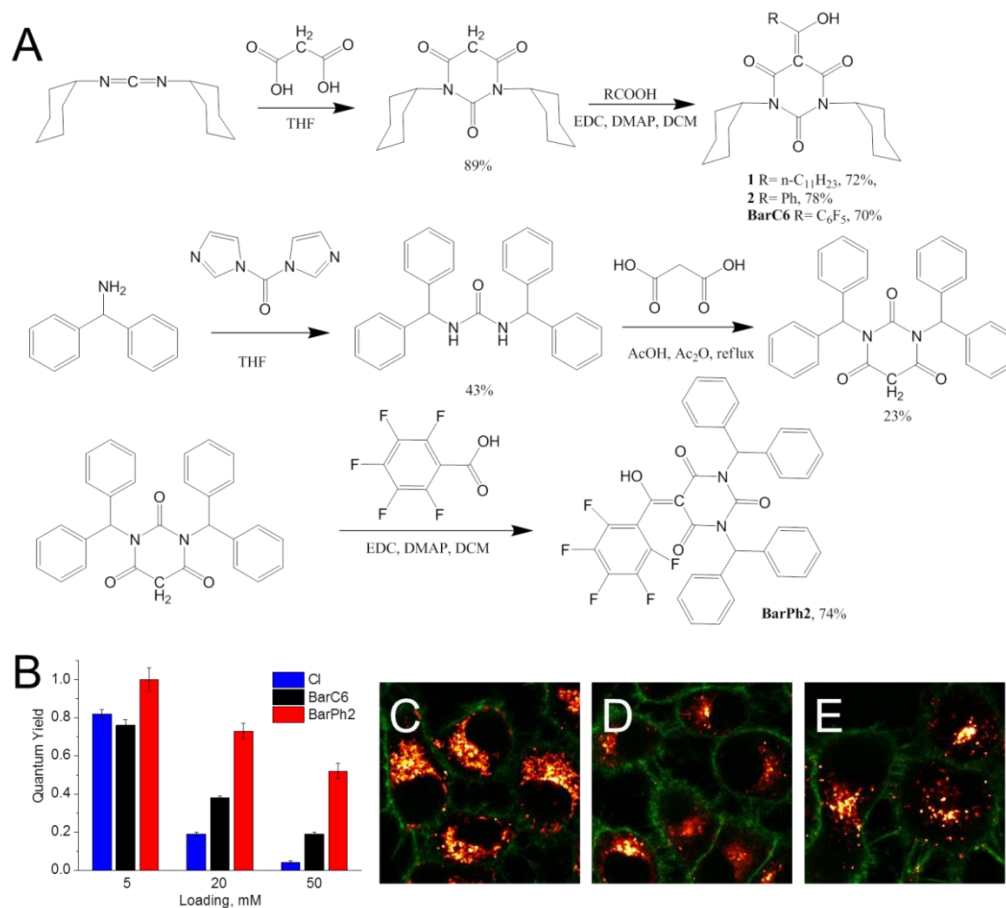 A
H2
C
O
O
OH
OH
N=C=N
THF
H2
C
O
O
N
N
O
89%
RCOOH
EDC, DMAP, DCM
R
OH
O
O
N
N
O
1 R= n-C11H23, 72%,
2 R= Ph, 78%
BarC6 R= C6F5, 70%
NH2
N
N
N
N
O
THF
O
N
H
N
H
43%
HO
OH
O
O
AcOH, Ac2O, reflux
O
N
N
O
O
C
H2
23%
O
N
N
O
O
C
H2
F
F
F
F
F
OH
O
EDC, DMAP, DCM
HO
O
N
O
N
O
F
F
F
F
F
BarPh2, 74%
B
Quantum Yield
1.0
0.8
0.6
0.4
0.2
0.0
Cl
BarC6
BarPh2
5
20
50
Loading, mM
C
D
E